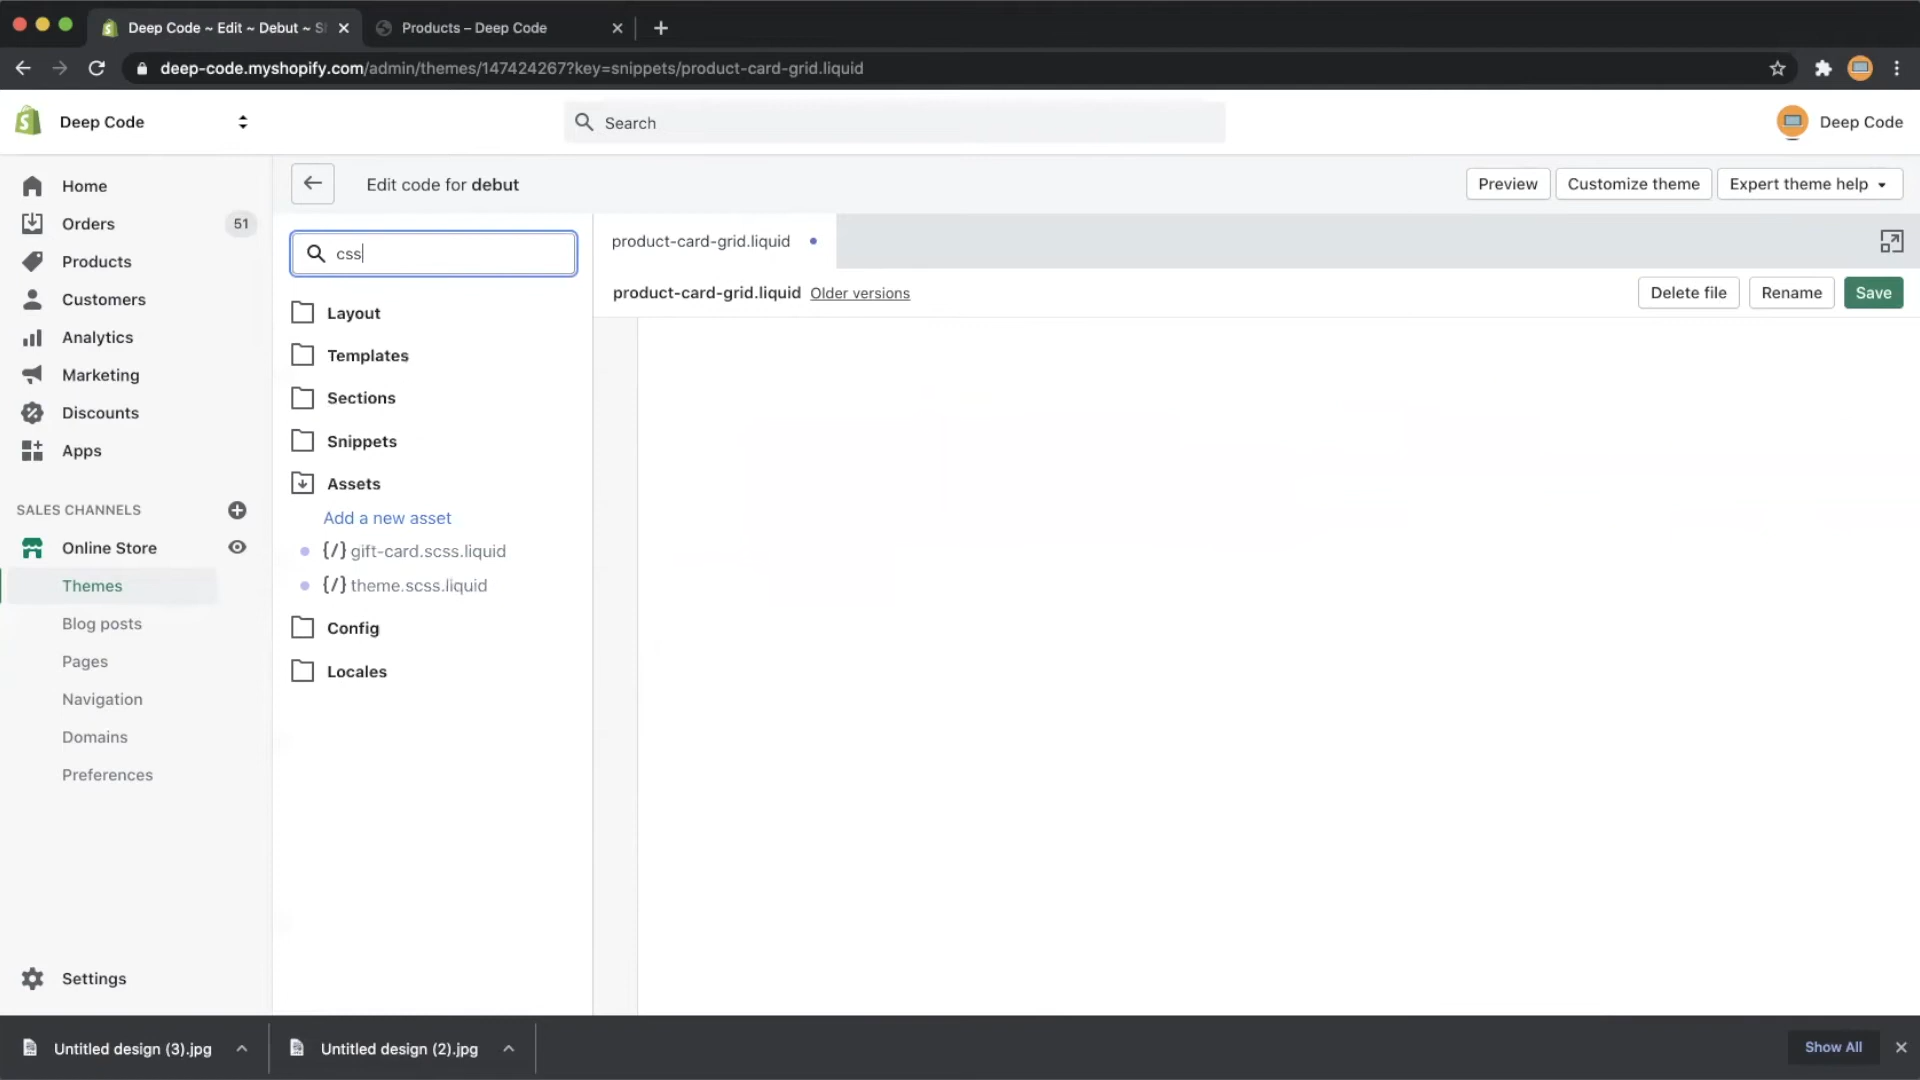 Deep Code ~ Edit ~ Debut ~ S
Products – Deep Code
deep-code.myshopify.com/admin/themes/147424267?key=snippets/product-card-grid.liquid
Deep Code
Search
Deep Code
Home
Orders
51
Products
Customers
Analytics
Marketing
Discounts
Apps
SALES CHANNELS
Online Store
Themes
Blog posts
Pages
Navigation
Domains
Preferences
Settings
Edit code for debut
Preview
Customize theme
Expert theme help
css
Layout
Templates
Sections
Snippets
Assets
Add a new asset
{/} gift-card.scss.liquid
{/} theme.scss.liquid
Config
Locales
product-card-grid.liquid
product-card-grid.liquid Older versions
Delete file
Rename
Save
Untitled design (3).jpg
Untitled design (2).jpg
Show All